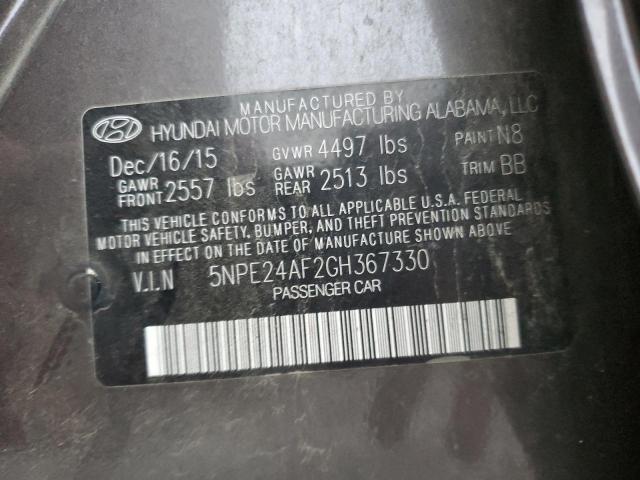 MANUFACTURED BY
HYUNDAI MOTOR MANUFACTURING ALABAMA, LLC
Dec/16/15 GVWR 4497 lbs PAINT N8
GAWR FRONT 2557 lbs GAWR REAR 2513 lbs TRIM BB
THIS VEHICLE CONFORMS TO ALL APPLICABLE U.S.A FEDERAL
MOTOR VEHICLE SAFETY, BUMPER, AND THEFT PREVENTION STANDARDS
IN EFFECT ON THE DATE OF MANUFACTURE SHOWN ABOVE
V.I.N 5NPE24AF2GH367330
PASSENGER CAR